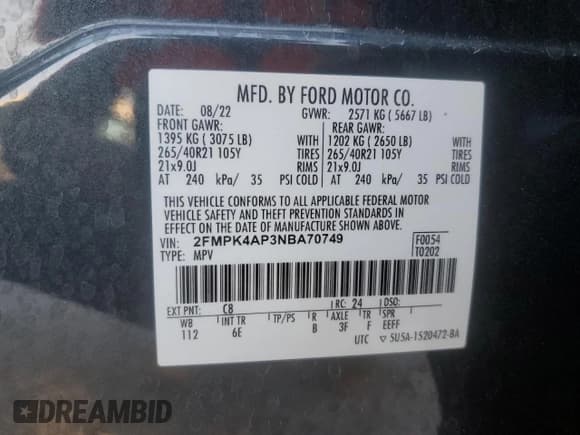 MFD. BY FORD MOTOR CO.
DATE: 08/22 GVWR: 2571 KG ( 5667 LB)
FRONT GAWR: REAR GAWR:
1395 KG ( 3075 LB) WITH 1202 KG ( 2650 LB) WITH
265/40R21 105Y TIRES 265/40R21 105Y TIRES
21x9.0J RIMS 21x9.0J RIMS
AT 240 kPa/ 35 PSI COLD AT 240 kPa/ 35 PSI COLD
THIS VEHICLE CONFORMS TO ALL APPLICABLE FEDERAL MOTOR
VEHICLE SAFETY AND THEFT PREVENTION STANDARDS IN
EFFECT ON THE DATE OF MANUFACTURE SHOWN ABOVE.
VIN: 2FMPK4AP3NBA70749 F0054
TYPE: MPV T0202
EXT PNT: C8 RC: 24 DSO:
WB INT TR TP/PS R AXLE TR SPR
112 6E B 3F F EEFF
UTC ▽ 5U5A-1520472-BA
DREAMBID